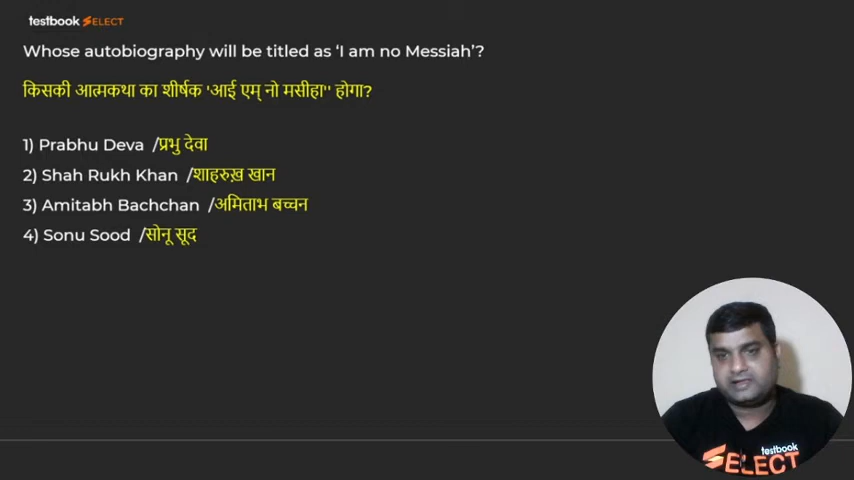 testbook SELECT
Whose autobiography will be titled as ‘I am no Messiah’?
किसकी आत्मकथा का शीर्षक 'आई एम् नो मसीहा'' होगा?
1) Prabhu Deva /प्रभु देवा
2) Shah Rukh Khan /शाहरुख़ खान
3) Amitabh Bachchan /अमिताभ बच्चन
4) Sonu Sood /सोनू सूद
testbook
SELECT